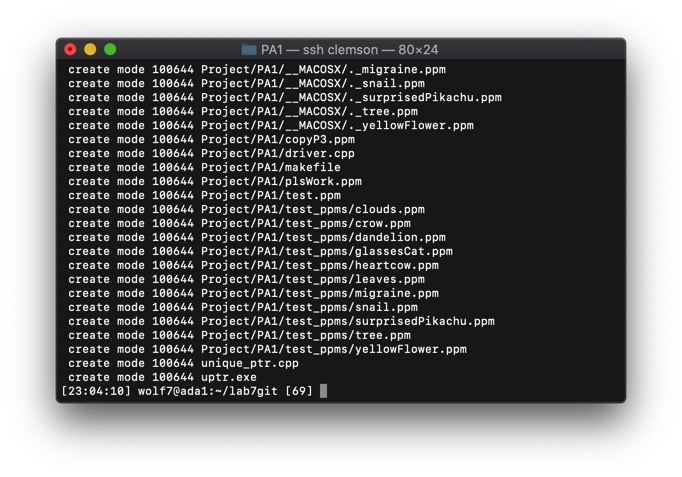 PA1 — ssh clemson — 80×24
create mode 100644 Project/PA1/__MACOSX/._migraine.ppm
create mode 100644 Project/PA1/__MACOSX/._snail.ppm
create mode 100644 Project/PA1/__MACOSX/._surprisedPikachu.ppm
create mode 100644 Project/PA1/__MACOSX/._tree.ppm
create mode 100644 Project/PA1/__MACOSX/._yellowFlower.ppm
create mode 100644 Project/PA1/copyP3.ppm
create mode 100644 Project/PA1/driver.cpp
create mode 100644 Project/PA1/makefile
create mode 100644 Project/PA1/plsWork.ppm
create mode 100644 Project/PA1/test.ppm
create mode 100644 Project/PA1/test_ppms/clouds.ppm
create mode 100644 Project/PA1/test_ppms/crow.ppm
create mode 100644 Project/PA1/test_ppms/dandelion.ppm
create mode 100644 Project/PA1/test_ppms/glassesCat.ppm
create mode 100644 Project/PA1/test_ppms/heartcow.ppm
create mode 100644 Project/PA1/test_ppms/leaves.ppm
create mode 100644 Project/PA1/test_ppms/migraine.ppm
create mode 100644 Project/PA1/test_ppms/snail.ppm
create mode 100644 Project/PA1/test_ppms/surprisedPikachu.ppm
create mode 100644 Project/PA1/test_ppms/tree.ppm
create mode 100644 Project/PA1/test_ppms/yellowFlower.ppm
create mode 100644 unique_ptr.cpp
create mode 100644 uptr.exe
[23:04:10] wolf7@ada1:~/lab7git [69]